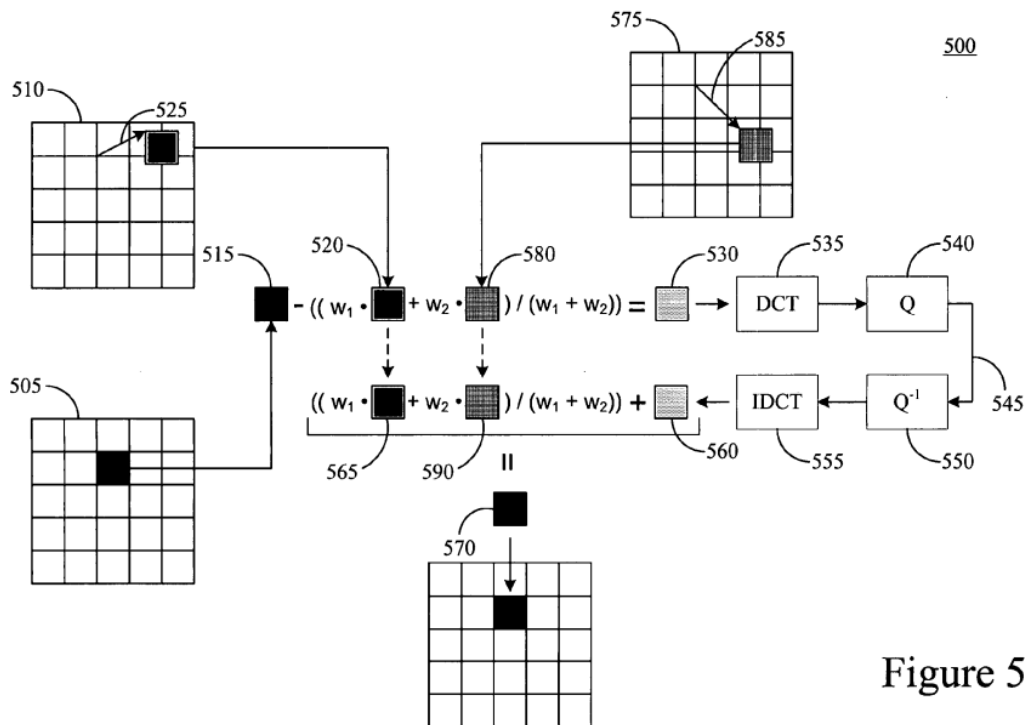 575
585
500
510
525
515
520
580
530
535
540
- (( w₁ • + w₂ • ) / (w₁ + w₂)) =
DCT
Q
505
(( w₁ • + w₂ • ) / (w₁ + w₂)) +
IDCT
Q⁻¹
545
565
590
560
555
550
=
570
Figure 5